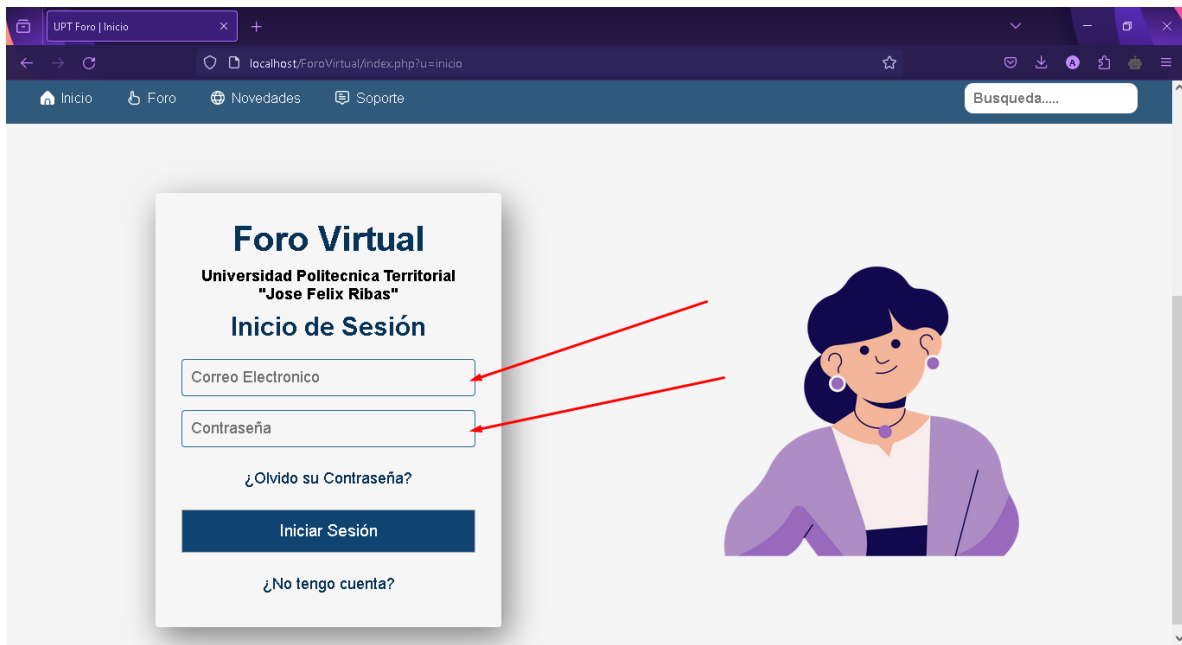 UPT Foro | Inicio
localhost/ForoVirtual/index.php?u=inicio
Inicio Foro Novedades Soporte Busqueda.....
Foro Virtual
Universidad Politecnica Territorial
"Jose Felix Ribas"
Inicio de Sesión
Correo Electronico
Contraseña
¿Olvido su Contraseña?
Iniciar Sesión
¿No tengo cuenta?